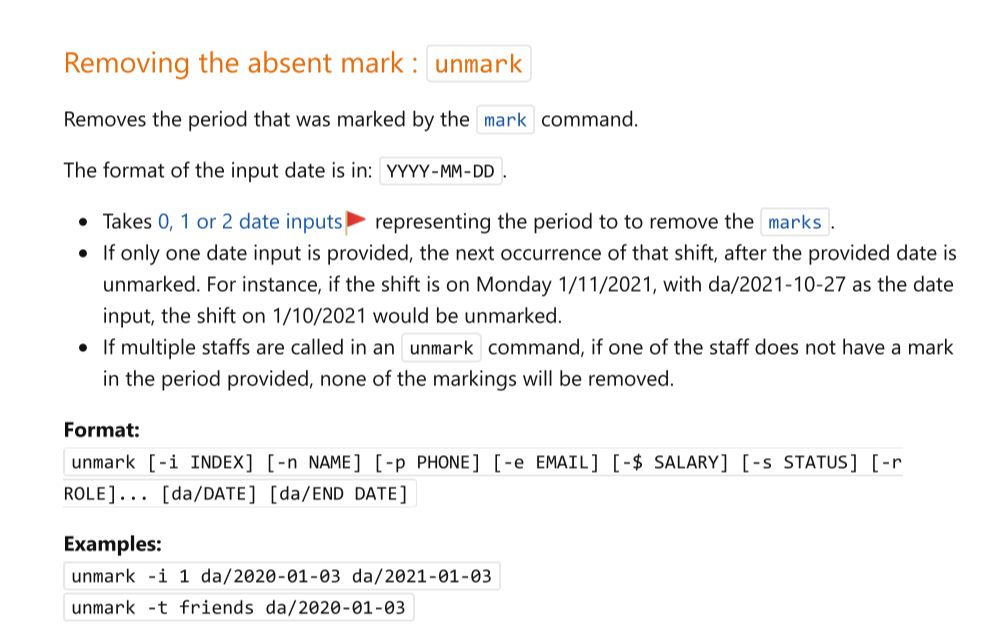 Removing the absent mark : unmark
Removes the period that was marked by the mark command.
The format of the input date is in: YYYY-MM-DD.
• Takes 0, 1 or 2 date inputs🚩 representing the period to to remove the marks.
• If only one date input is provided, the next occurrence of that shift, after the provided date is
unmarked. For instance, if the shift is on Monday 1/11/2021, with da/2021-10-27 as the date
input, the shift on 1/10/2021 would be unmarked.
• If multiple staffs are called in an unmark command, if one of the staff does not have a mark
in the period provided, none of the markings will be removed.
Format:
unmark [-i INDEX] [-n NAME] [-p PHONE] [-e EMAIL] [-$ SALARY] [-s STATUS] [-r
ROLE]... [da/DATE] [da/END DATE]
Examples:
unmark -i 1 da/2020-01-03 da/2021-01-03
unmark -t friends da/2020-01-03